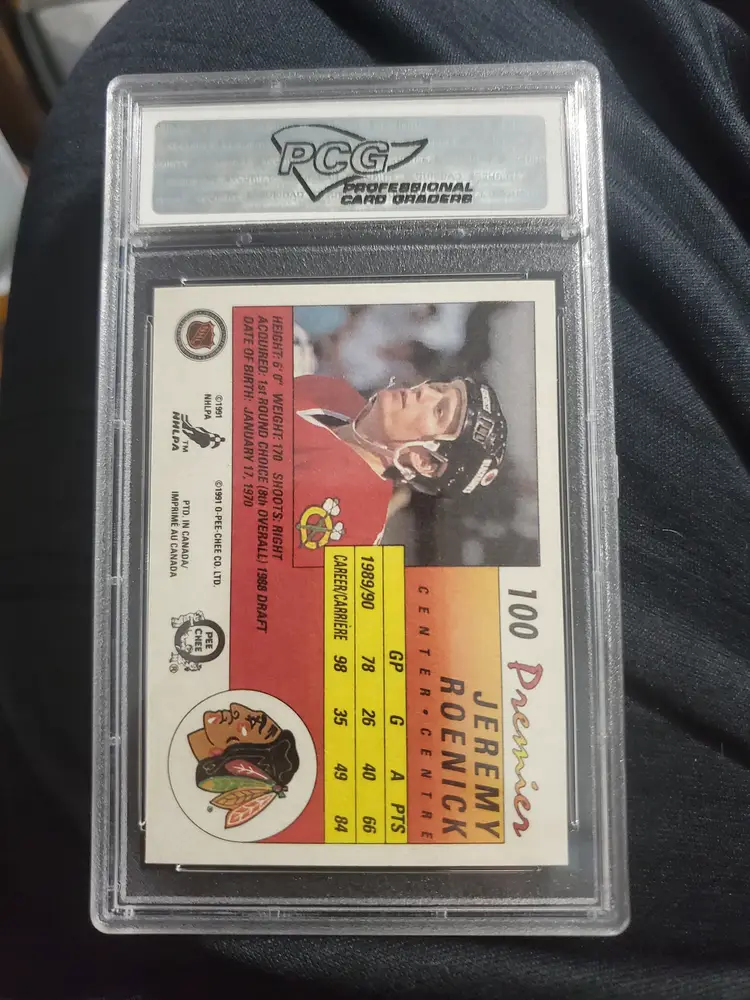 PCG
PROFESSIONAL
CARD GRADERS
100 Premier
JEREMY
ROENICK
CENTER • CENTRE
GP G A PTS
1989/90 78 26 40 66
CAREER/CARRIÈRE 98 35 49 84
HEIGHT: 6' 0" WEIGHT: 170 SHOOTS: RIGHT
ACQUIRED: 1st ROUND CHOICE (8th OVERALL) 1988 DRAFT
DATE OF BIRTH: JANUARY 17, 1970
©1991
NHLPA
NHLPA
TM
©1991 O-PEE-CHEE CO. LTD.
PTD. IN CANADA/
IMPRIMÉ AU CANADA
O
PEE
CHEE
®
NHL